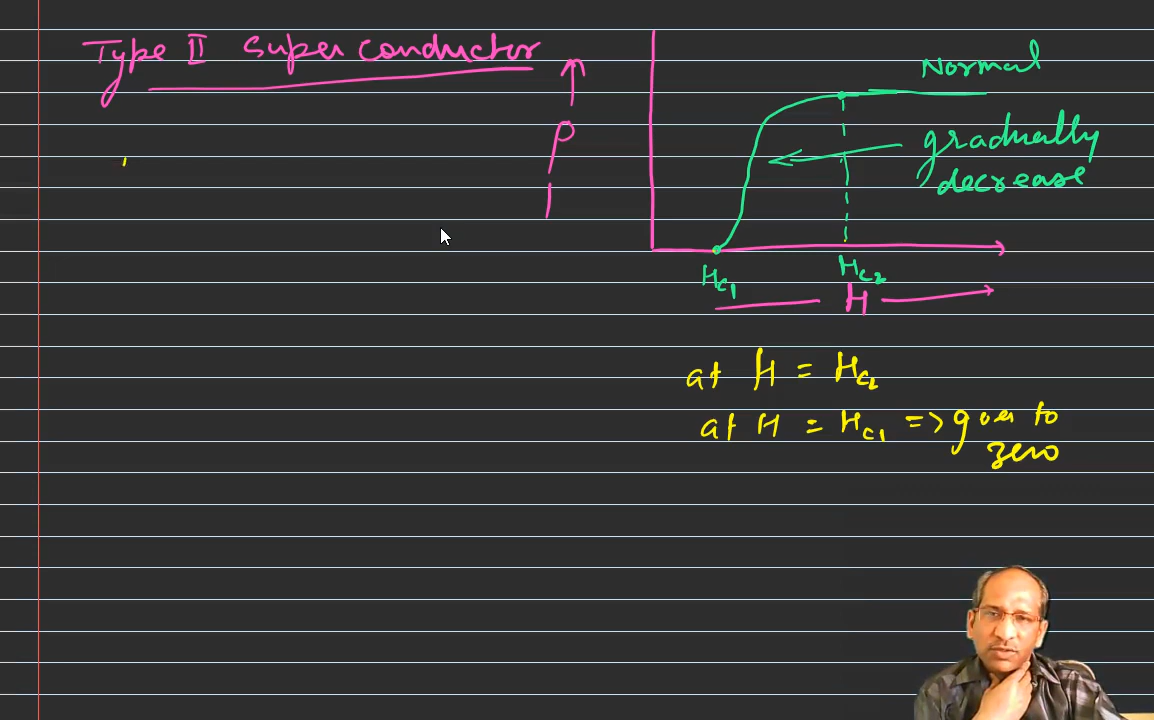 Type II Super conductor
ρ
Normal
gradually
decrease
Hc1
Hc2
H
at H = Hc2
at H = Hc1 => goes to
zero